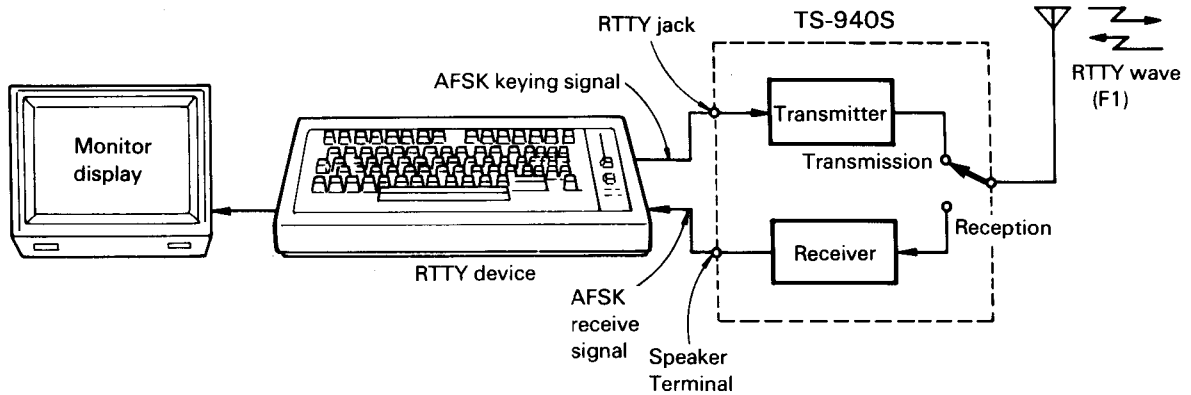 TS-940S
RTTY jack
AFSK keying signal
RTTY wave
(F1)
Monitor
display
Transmitter
Transmission
Reception
Receiver
RTTY device
AFSK
receive
signal
Speaker
Terminal